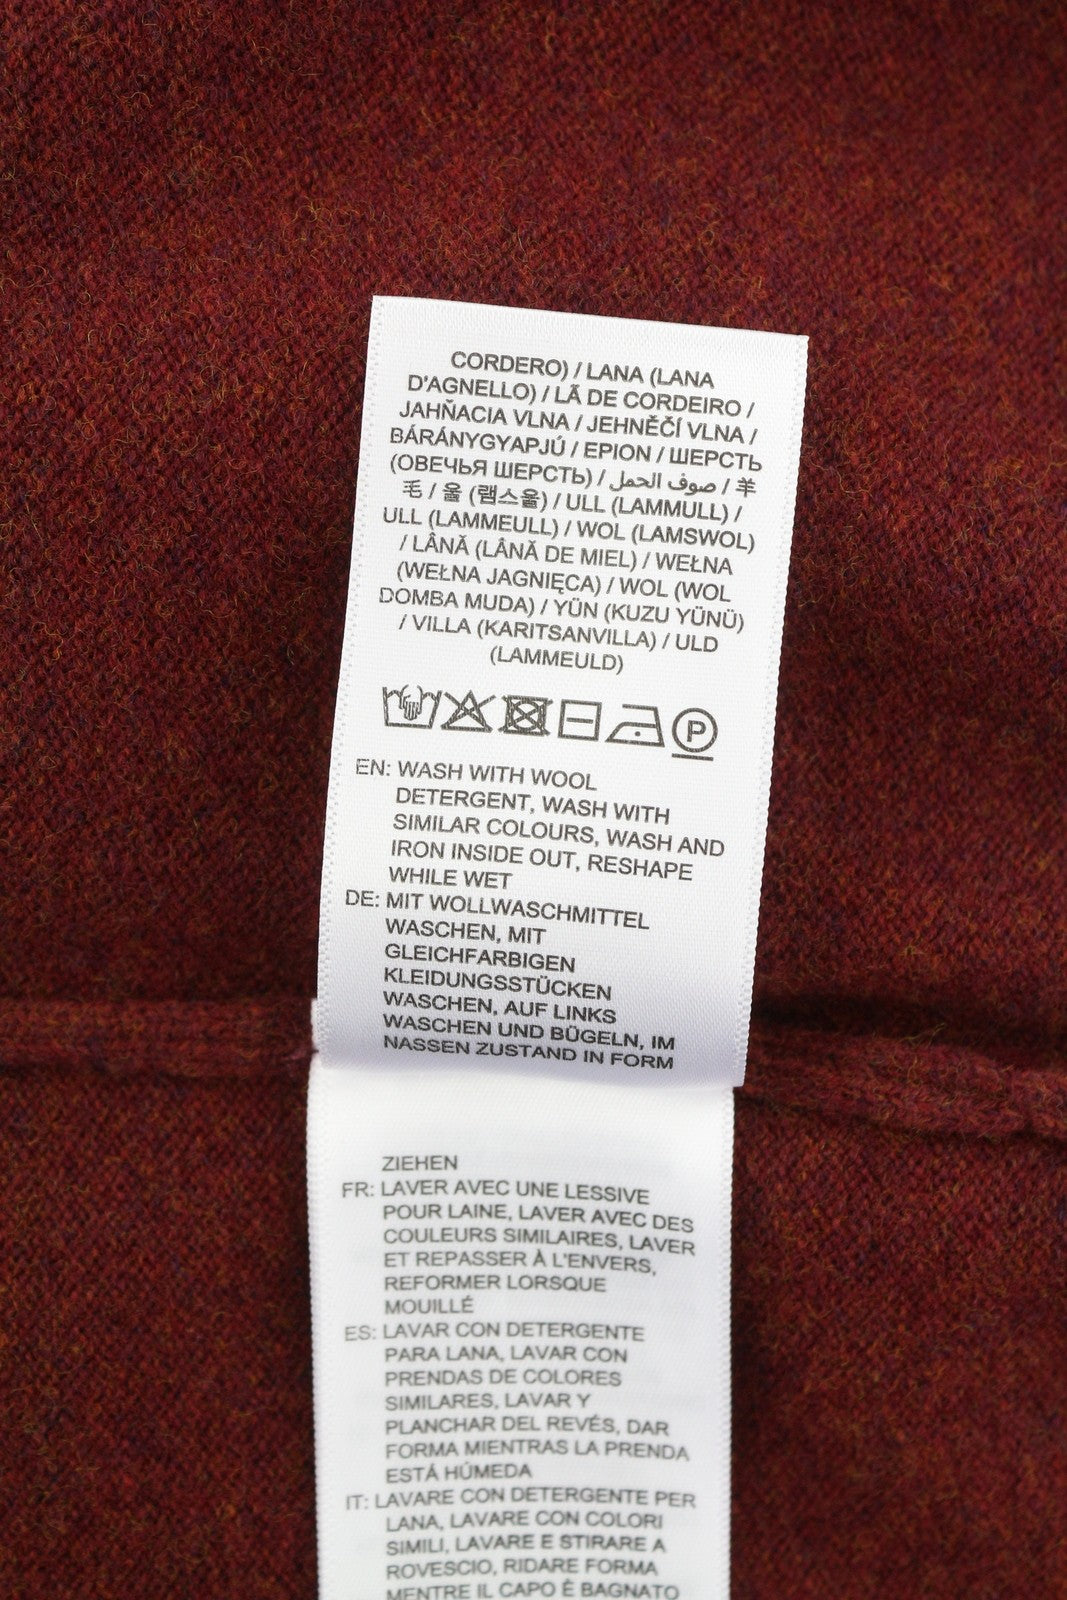 CORDERO) / LANA (LANA
D'AGNELLO) / LÃ DE CORDEIRO /
JAHŇACIA VLNA / JEHNĚČÍ VLNA /
BÁRÁNYGYAPJÚ / EPION / ШЕРСТЬ
(ОВЕЧЬЯ ШЕРСТЬ) / صوف الحمل / 羊
毛 / 울 (램스울) / ULL (LAMMULL) /
ULL (LAMMEULL) / WOL (LAMSWOL)
/ LÂNĂ (LÂNĂ DE MIEL) / WEŁNA
(WEŁNA JAGNIĘCA) / WOL (WOL
DOMBA MUDA) / YÜN (KUZU YÜNÜ)
/ VILLA (KARITSANVILLA) / ULD
(LAMMEULD)
P
EN: WASH WITH WOOL
DETERGENT, WASH WITH
SIMILAR COLOURS, WASH AND
IRON INSIDE OUT, RESHAPE
WHILE WET
DE: MIT WOLLWASCHMITTEL
WASCHEN, MIT
GLEICHFARBIGEN
KLEIDUNGSSTÜCKEN
WASCHEN, AUF LINKS
WASCHEN UND BÜGELN, IM
NASSEN ZUSTAND IN FORM
ZIEHEN
FR: LAVER AVEC UNE LESSIVE
POUR LAINE, LAVER AVEC DES
COULEURS SIMILAIRES, LAVER
ET REPASSER À L'ENVERS,
REFORMER LORSQUE
MOUILLÉ
ES: LAVAR CON DETERGENTE
PARA LANA, LAVAR CON
PRENDAS DE COLORES
SIMILARES, LAVAR Y
PLANCHAR DEL REVÉS, DAR
FORMA MIENTRAS LA PRENDA
ESTÁ HÚMEDA
IT: LAVARE CON DETERGENTE PER
LANA, LAVARE CON COLORI
SIMILI, LAVARE E STIRARE A
ROVESCIO, RIDARE FORMA
MENTRE IL CAPO È BAGNATO